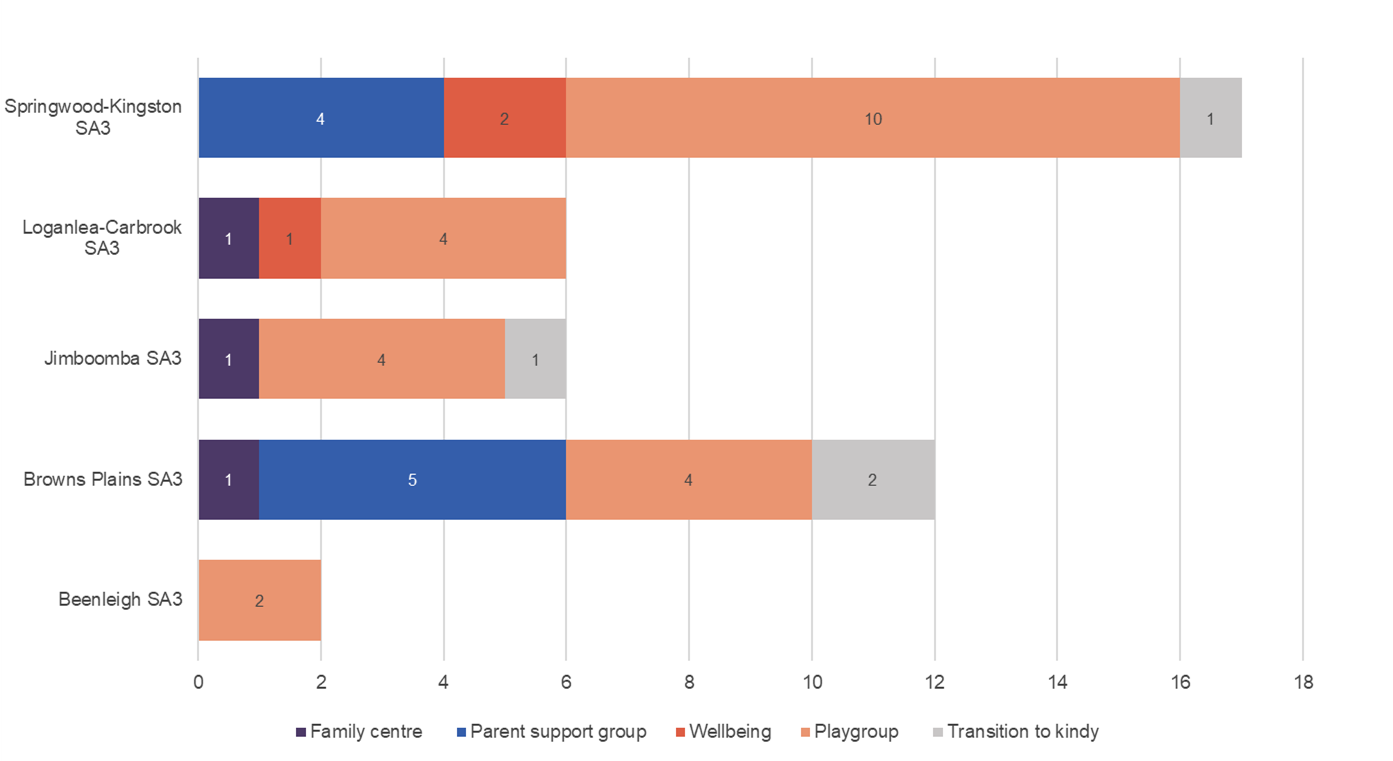 Springwood-Kingston
SA3
4
2
10
1
Loganlea-Carbrook
SA3
1
1
4
Jimboomba SA3
1
4
1
Browns Plains SA3
1
5
4
2
Beenleigh SA3
2
0 2 4 6 8 10 12 14 16 18
Family centre Parent support group Wellbeing Playgroup Transition to kindy